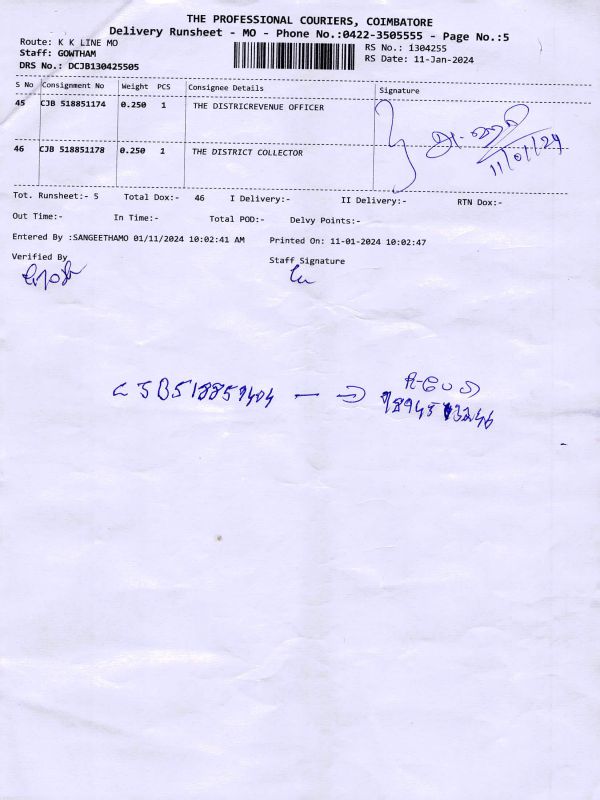 THE PROFESSIONAL COURIERS, COIMBATORE
Delivery Runsheet - MO - Phone No.:0422-3505555 - Page No.:5
Route: K K LINE MO
RS No.: 1304255
Staff: GOWTHAM
RS Date: 11-Jan-2024
DRS No.: DCJB130425505
S No Consignment No Weight PCS Consignee Details Signature
45 CJB 518851174 0.250 1 THE DISTRICREVENUE OFFICER
11/01/24
46 CJB 518851178 0.250 1 THE DISTRICT COLLECTOR
Tot. Runsheet:- 5 Total Dox:- 46 I Delivery:- II Delivery:- RTN Dox:-
Out Time:- In Time:- Total POD:- Delvy Points:-
Entered By :SANGEETHAMO 01/11/2024 10:02:41 AM Printed On: 11-01-2024 10:02:47
Verified By Staff Signature